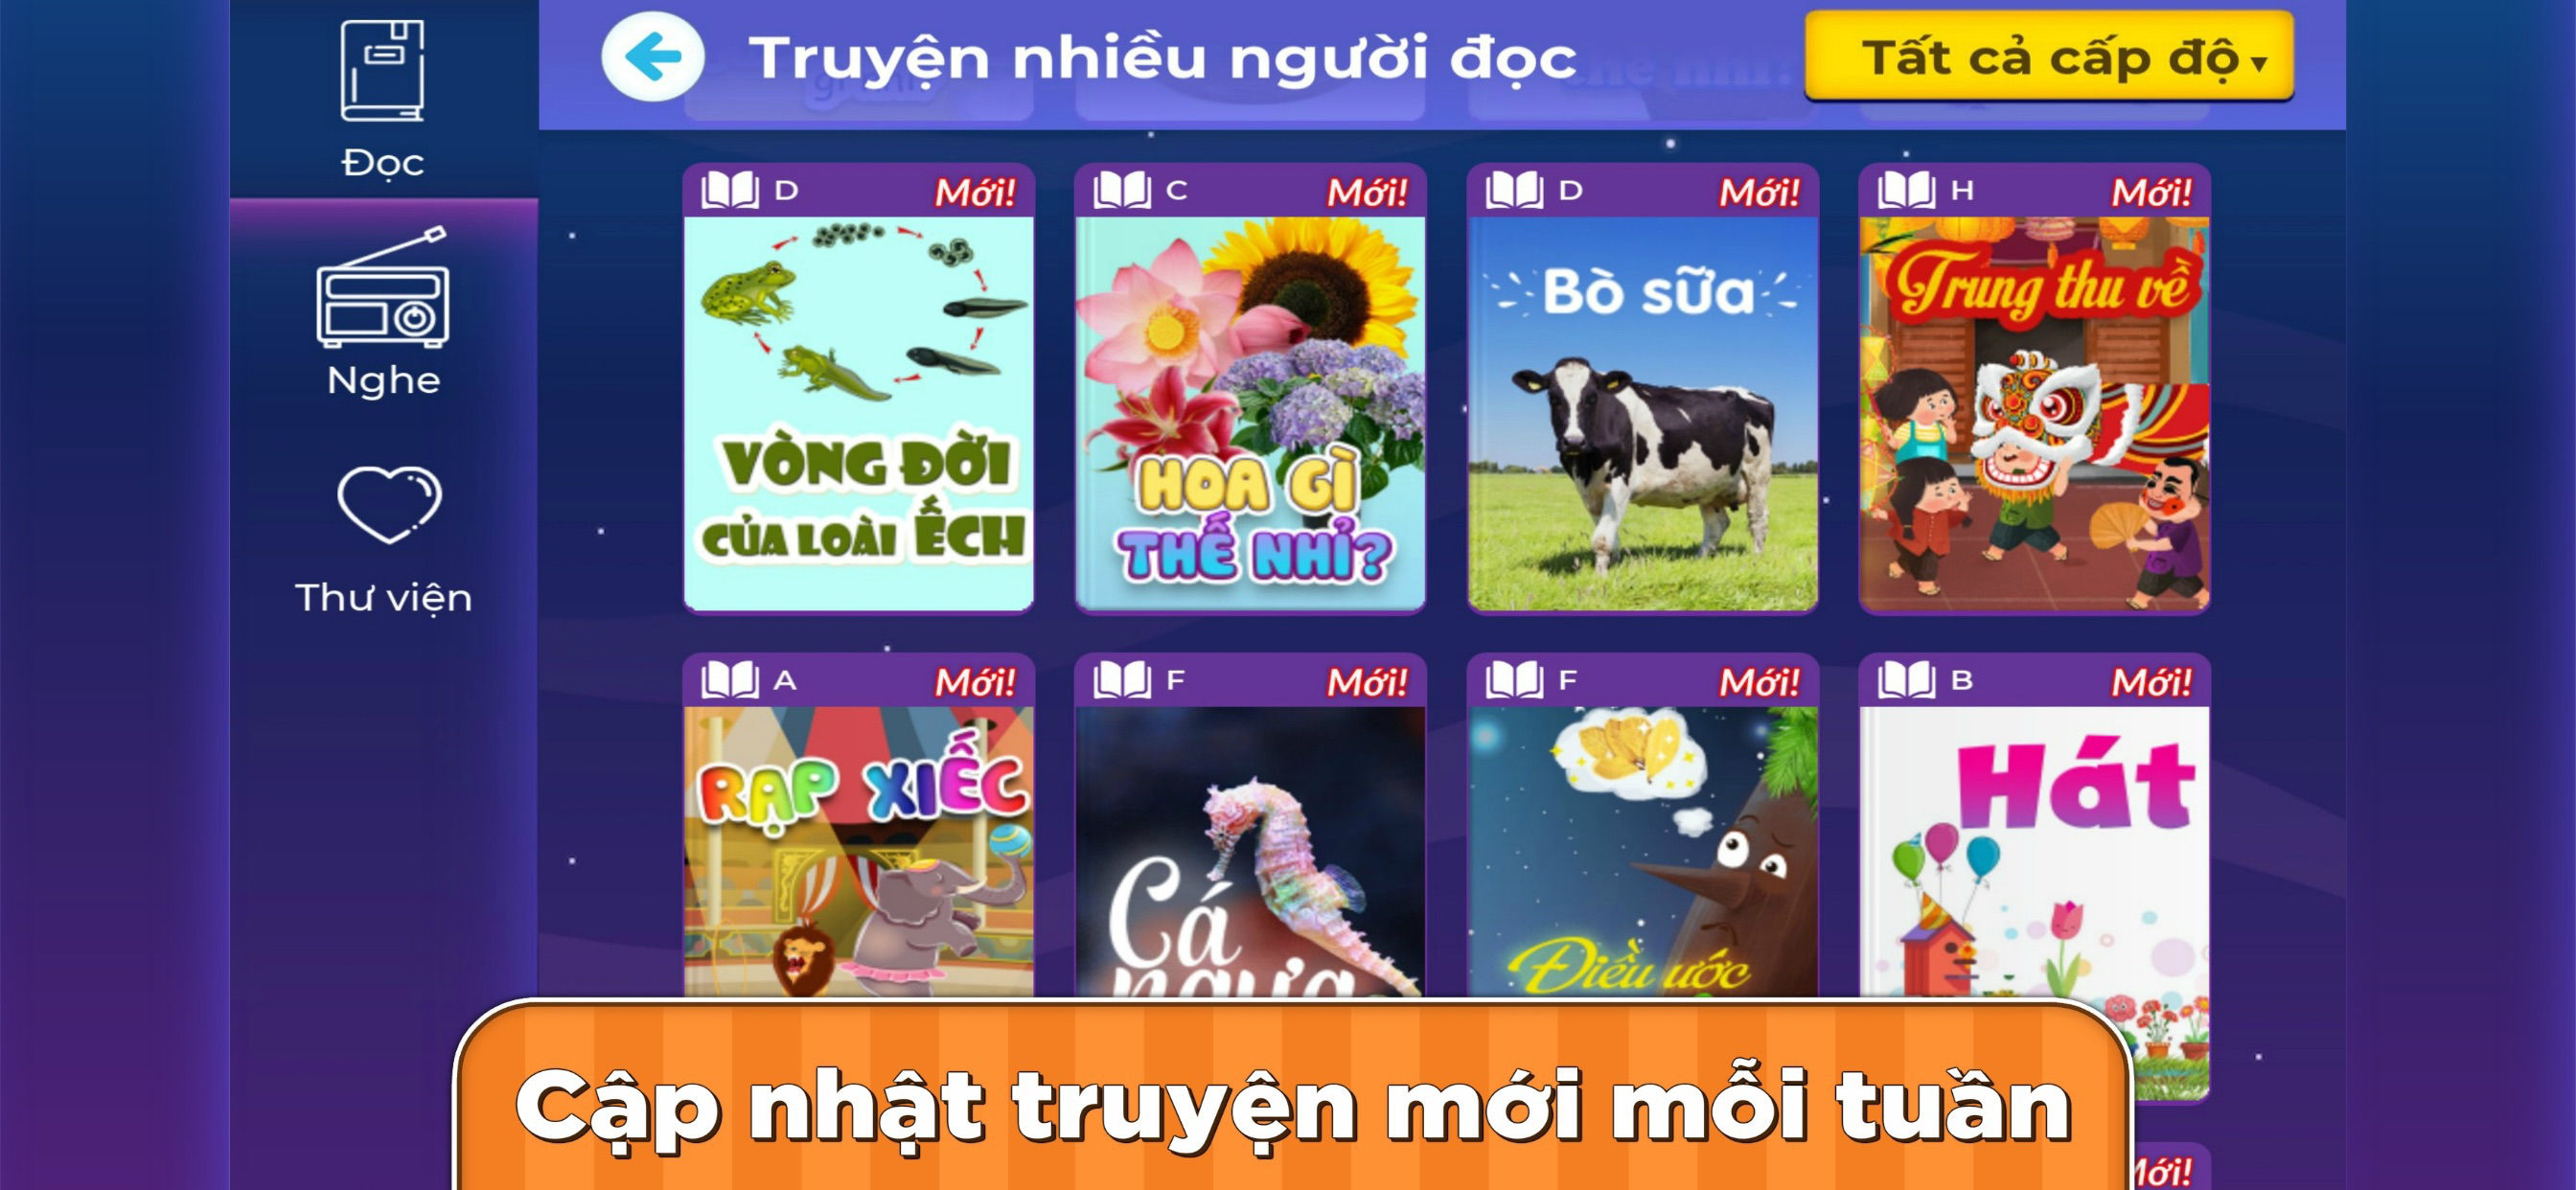 Đọc
Nghe
Thư viện
Truyện nhiều người đọc
Tất cả cấp độ
D
Mới!
VÒNG ĐỜI
CỦA LOÀI ẾCH
C
Mới!
HOA GÌ
THẾ NHỈ?
D
Mới!
Bò sữa
H
Mới!
Trung thu về
A
Mới!
RẠP XIẾC
F
Mới!
Cá
ngựa
F
Mới!
Điều ước
B
Mới!
Hát
Cập nhật truyện mới mỗi tuần
Mới!